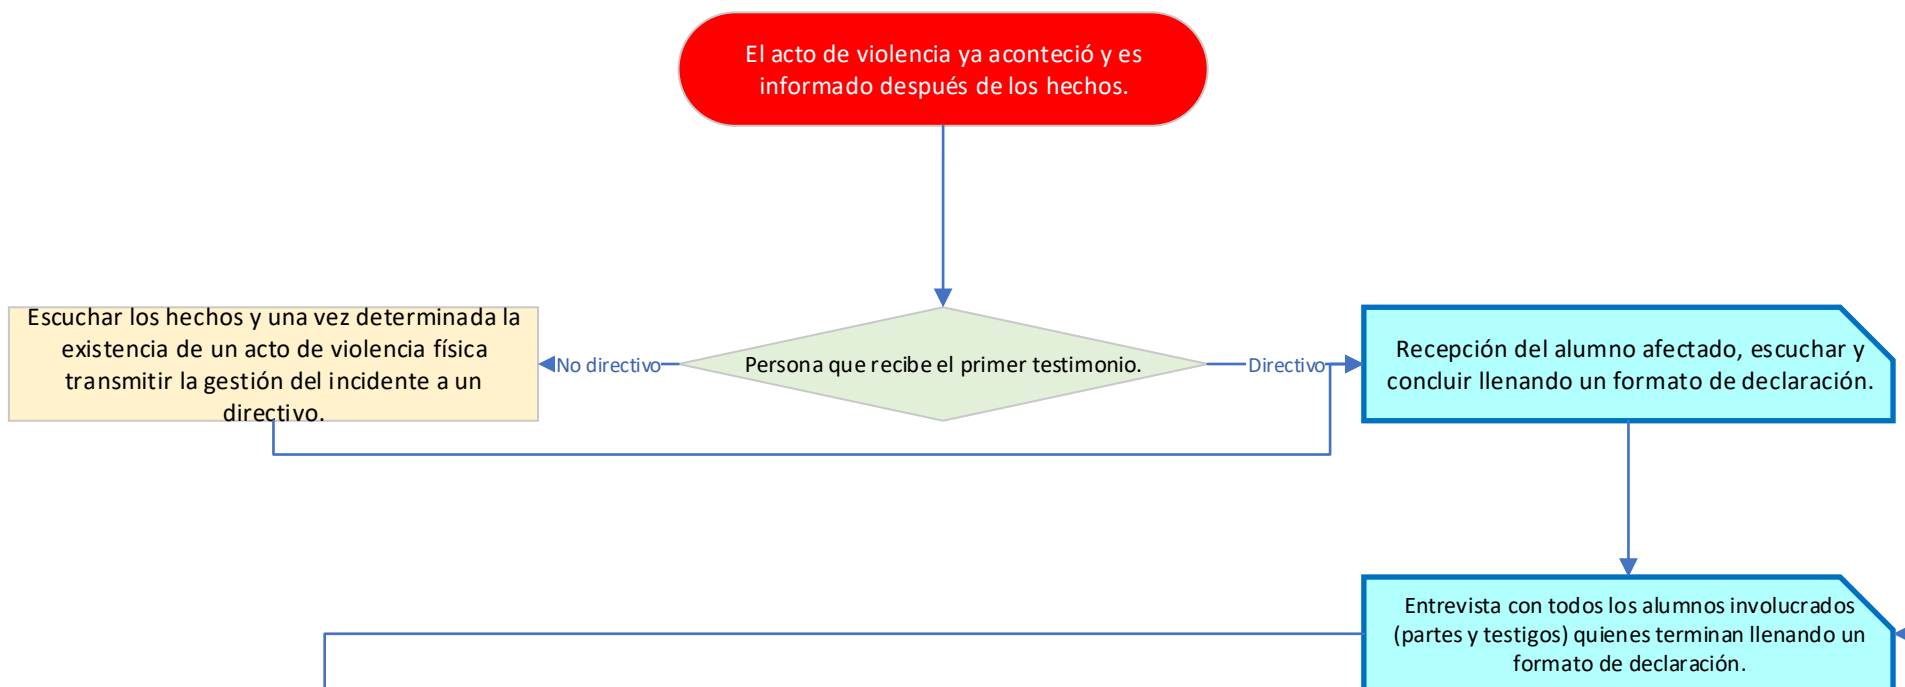 El acto de violencia ya aconteció y es
informado después de los hechos.
Escuchar los hechos y una vez determinada la
existencia de un acto de violencia física
transmitir la gestión del incidente a un
directivo.
No directivo
Persona que recibe el primer testimonio.
Directivo
Recepción del alumno afectado, escuchar y
concluir llenando un formato de declaración.
Entrevista con todos los alumnos involucrados
(partes y testigos) quienes terminan llenando un
formato de declaración.